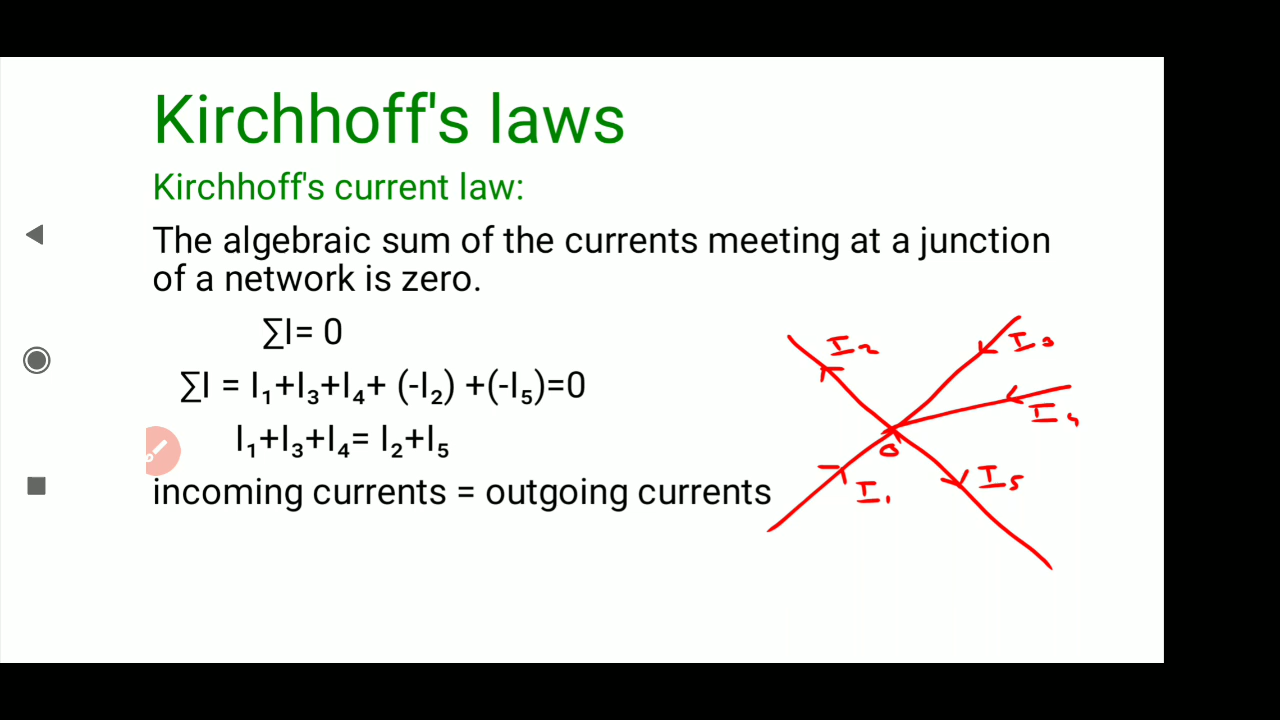 Kirchhoff's laws
Kirchhoff's current law:
The algebraic sum of the currents meeting at a junction
of a network is zero.
∑I= 0
∑I = I₁+I₃+I₄+ (-I₂) +(-I₅)=0
I₁+I₃+I₄= I₂+I₅
incoming currents = outgoing currents
I₂
I₃
I₄
O
I₅
I₁